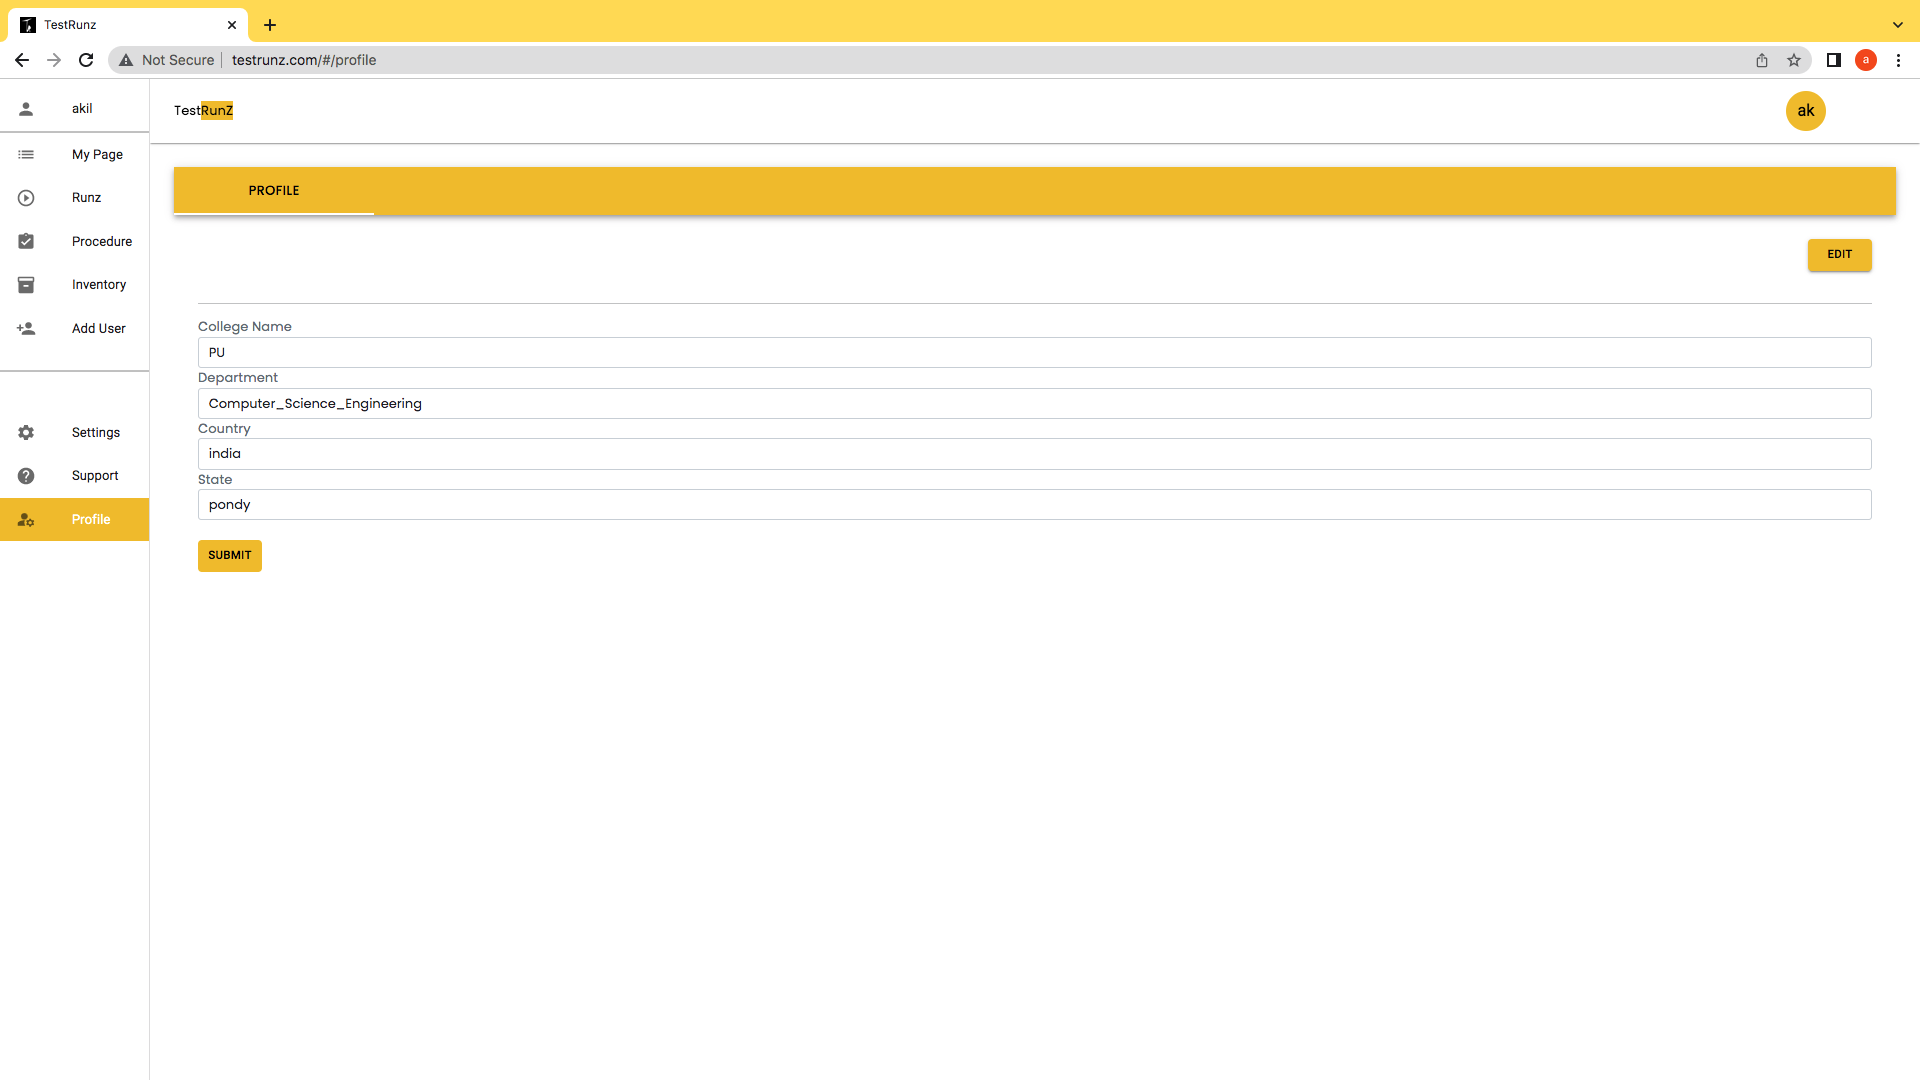 TestRunz
Not Secure
testrunz.com/#/profile
a
akil
TestRunZ
ak
My Page
Runz
Procedure
Inventory
Add User
Settings
Support
Profile
PROFILE
EDIT
College Name
PU
Department
Computer_Science_Engineering
Country
india
State
pondy
SUBMIT